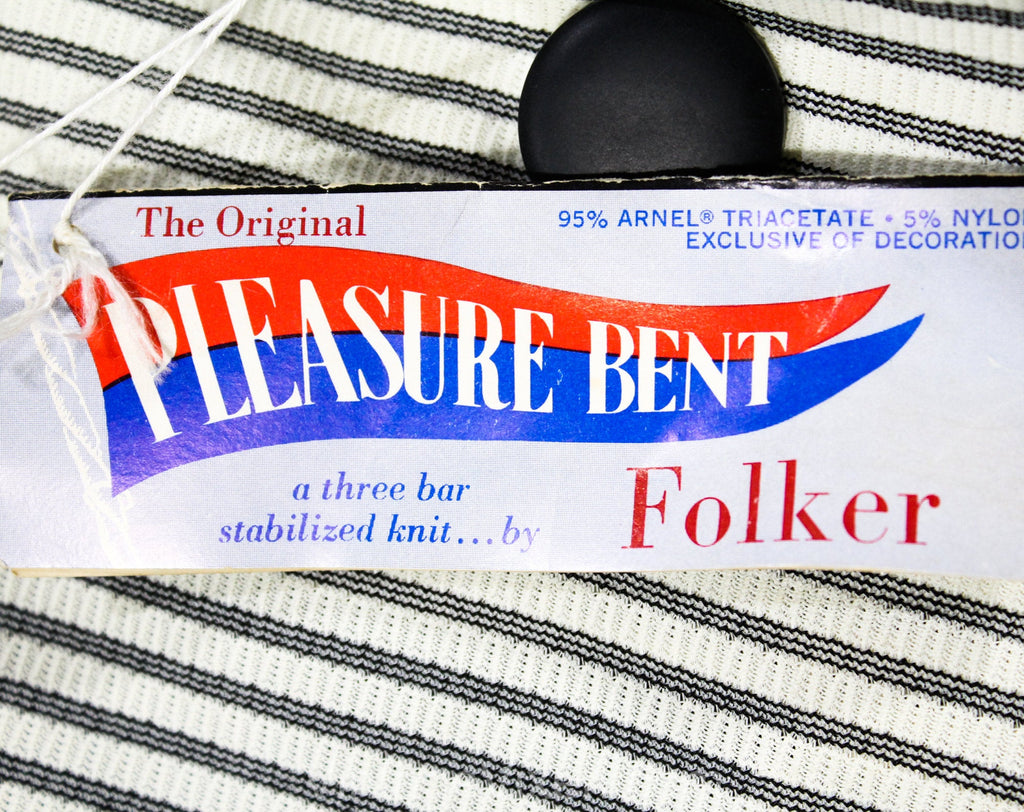 The Original
95% ARNEL® TRIACETATE • 5% NYLO
EXCLUSIVE OF DECORATIO
PLEASURE BENT
a three bar
stabilized knit...by
Folker